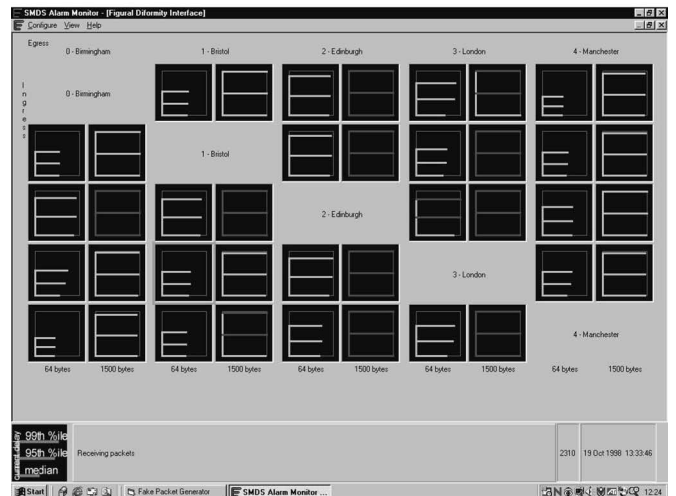 SMDS Alarm Monitor - [Figural Diformity Interface]
Configure View Help
Egress
0 - Birmingham 1 - Bristol 2 - Edinburgh 3 - London 4 - Manchester
Ingress
0 - Birmingham
1 - Bristol
2 - Edinburgh
3 - London
4 - Manchester
64 bytes 1500 bytes 64 bytes 1500 bytes 64 bytes 1500 bytes 64 bytes 1500 bytes 64 bytes 1500 bytes
current delay
99th %ile
95th %ile
median
Receiving packets
2310 19 Oct 1998 13:33:46
Start Fake Packet Generator SMDS Alarm Monitor ... 12:24